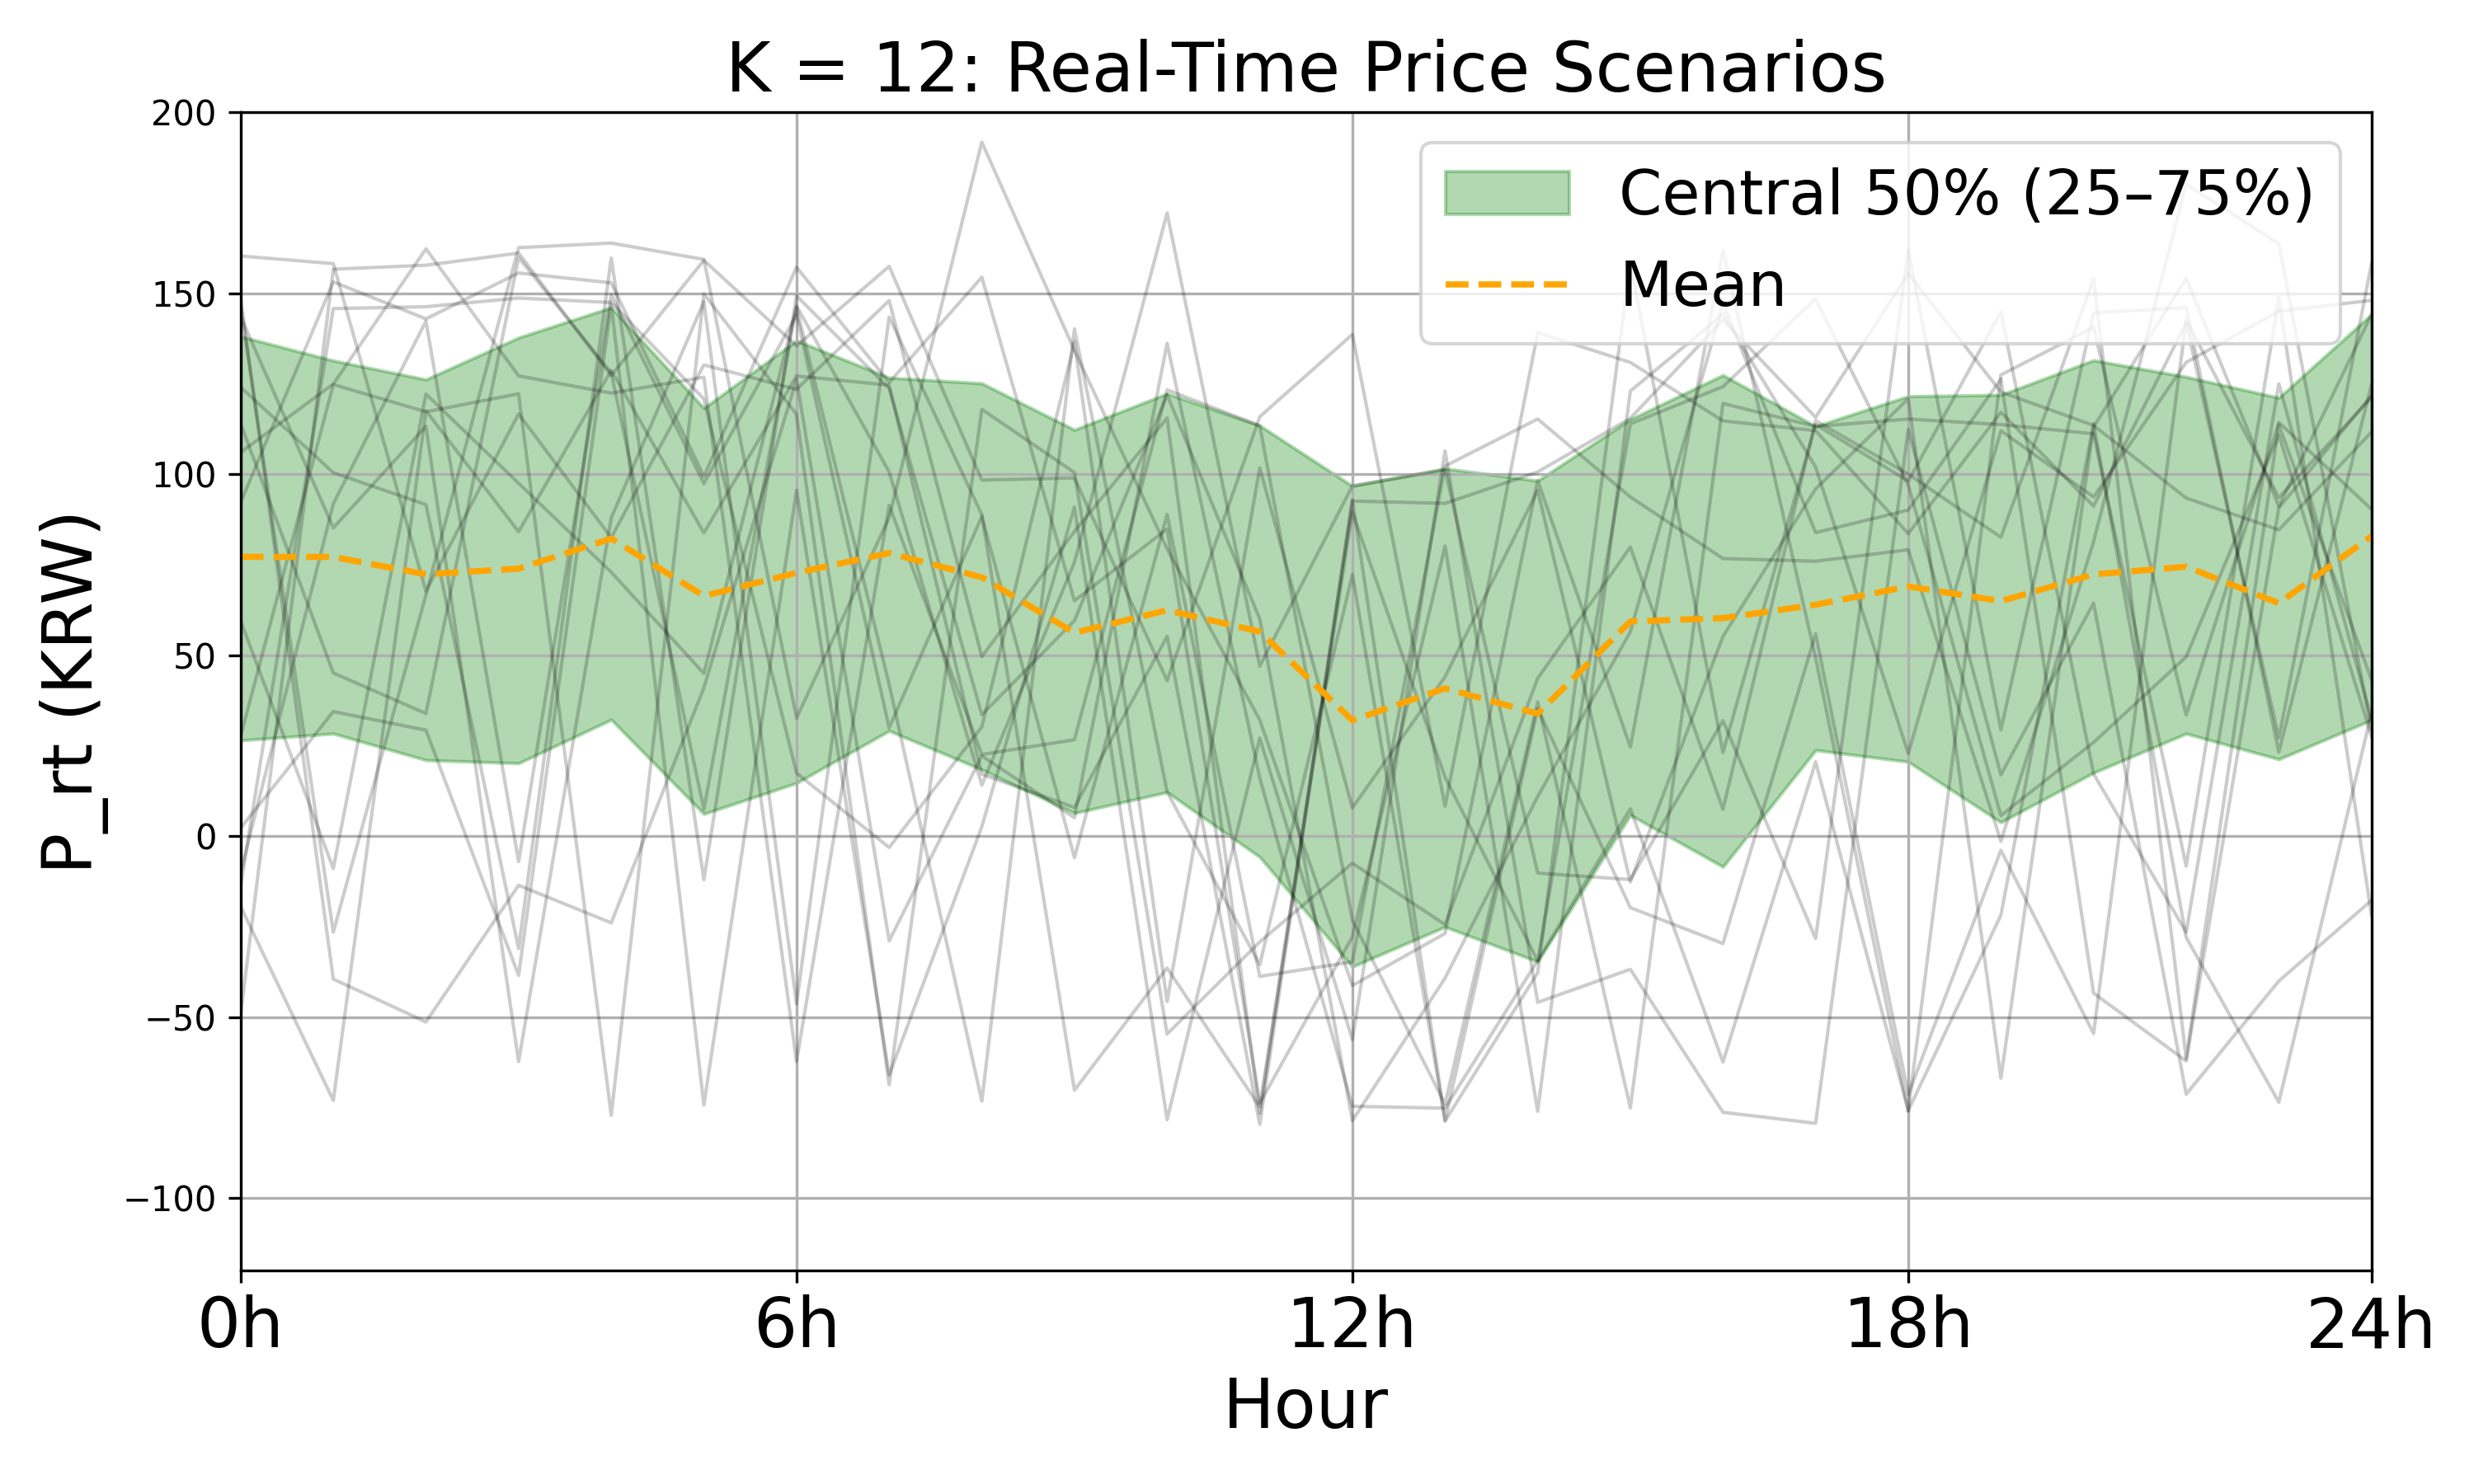 K = 12: Real-Time Price Scenarios
Central 50% (25–75%)
Mean
P_rt (KRW)
200
150
100
50
0
−50
−100
0h 6h 12h 18h 24h
Hour